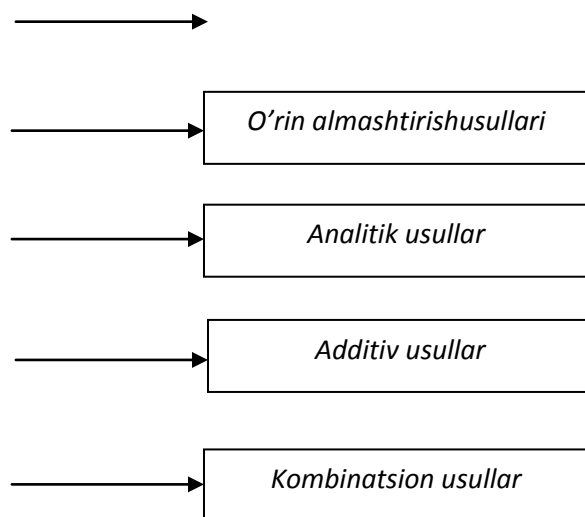 O’rin almashtirishusullari
Analitik usullar
Additiv usullar
Kombinatsion usullar